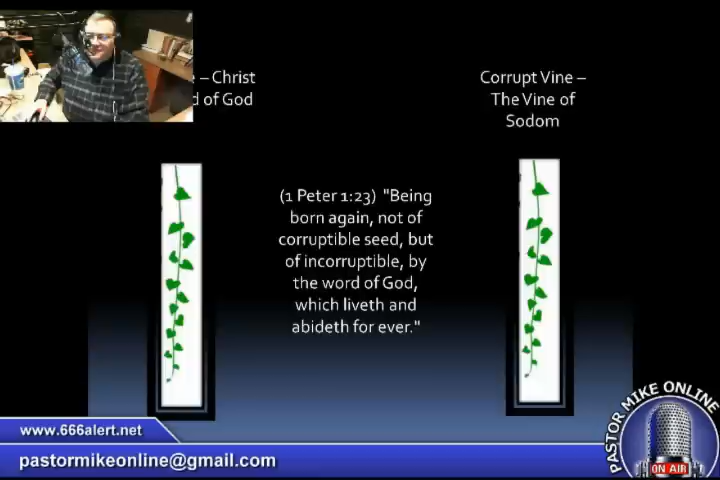 – Christ
of God
Corrupt Vine –
The Vine of
Sodom
(1 Peter 1:23) "Being
born again, not of
corruptible seed, but
of incorruptible, by
the word of God,
which liveth and
abideth for ever."
www.666alert.net
pastormikeonline@gmail.com
PASTOR MIKE ONLINE
ON AIR